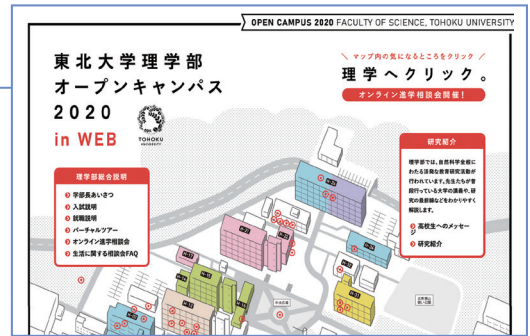 OPEN CAMPUS 2020 FACULTY OF SCIENCE, TOHOKU UNIVERSITY
東北大学理学部
オープンキャンパス
2020
in WEB
TOHOKU
UNIVERSITY
＼ マップ内の気になるところをクリック ／
理学へクリック。
オンライン進学相談会開催！
理学部総合説明
学部長あいさつ
入試説明
就職説明
バーチャルツアー
オンライン進学相談会
生活に関する相談会FAQ
研究紹介
理学部では、自然科学全般に
わたる活発な教育研究活動が
行われています。先生たちが普
段行っている大学の講義や、研
究の最前線などをわかりやすく
解説します。
高校生へのメッセー
ジ
研究紹介
中央広場